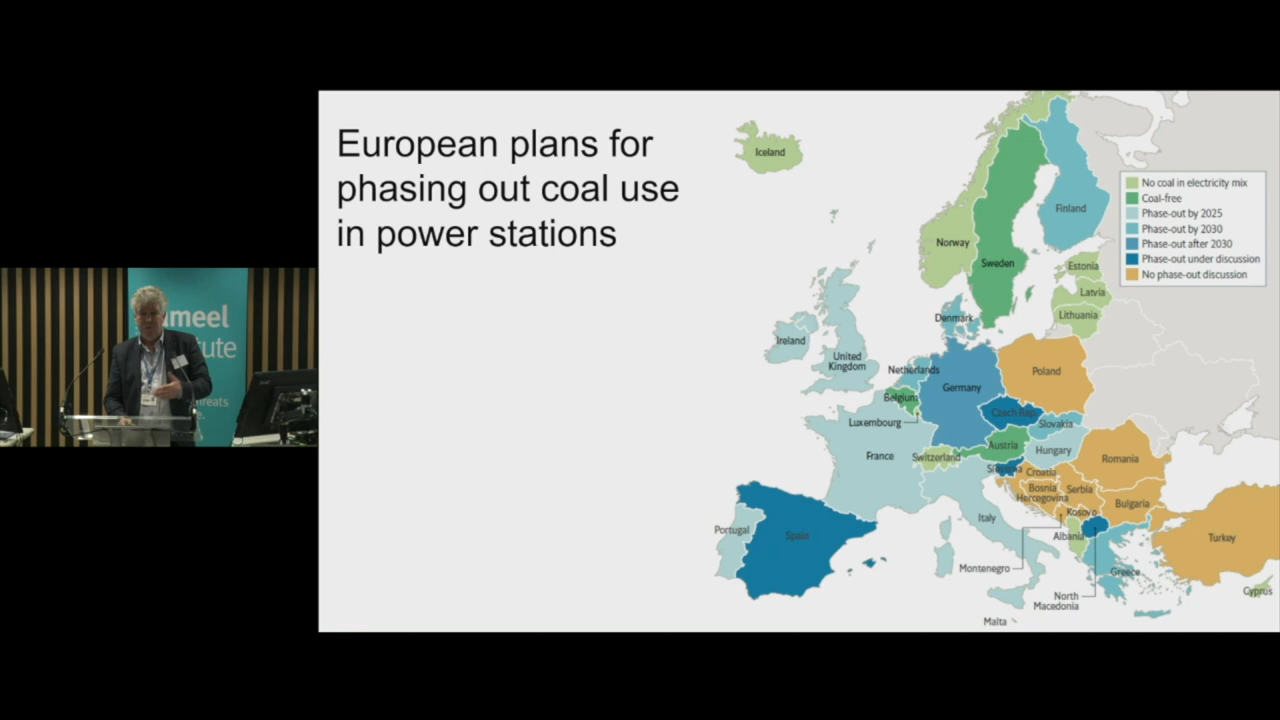 European plans for
phasing out coal use
in power stations
No coal in electricity mix
Coal-free
Phase-out by 2025
Phase-out by 2030
Phase-out after 2030
Phase-out under discussion
No phase-out discussion
Iceland
Norway
Sweden
Finland
Estonia
Latvia
Lithuania
Denmark
Ireland
United
Kingdom
Netherlands
Belgium
Luxembourg
Germany
Poland
Czech Rep.
Slovakia
Austria
Hungary
France
Switzerland
Slovenia
Croatia
Romania
Bosnia
Hercegovina
Serbia
Kosovo
Bulgaria
Portugal
Spain
Italy
Albania
Montenegro
North
Macedonia
Greece
Turkey
Cyprus
Malta
meel
tute
reats